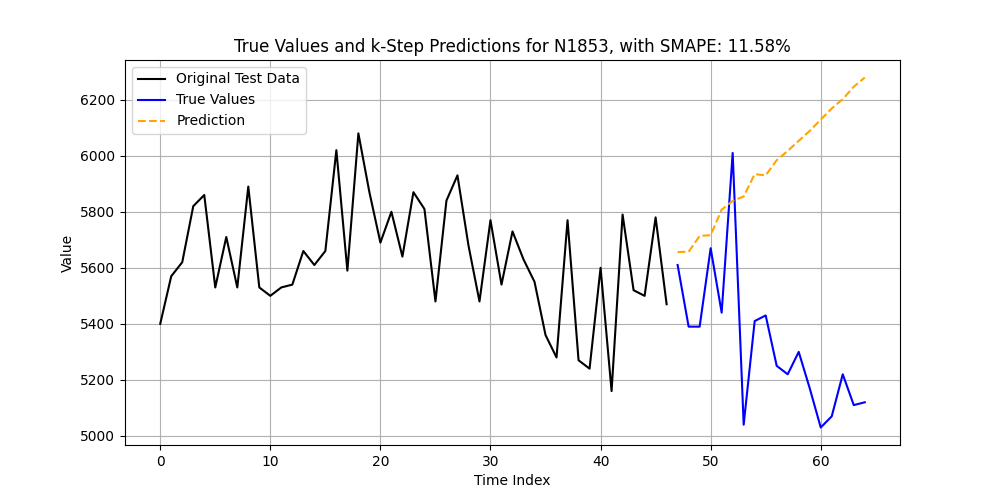 True Values and k-Step Predictions for N1853, with SMAPE: 11.58%
Original Test Data
True Values
Prediction
6200
6000
5800
5600
5400
5200
5000
Value
0 10 20 30 40 50 60
Time Index